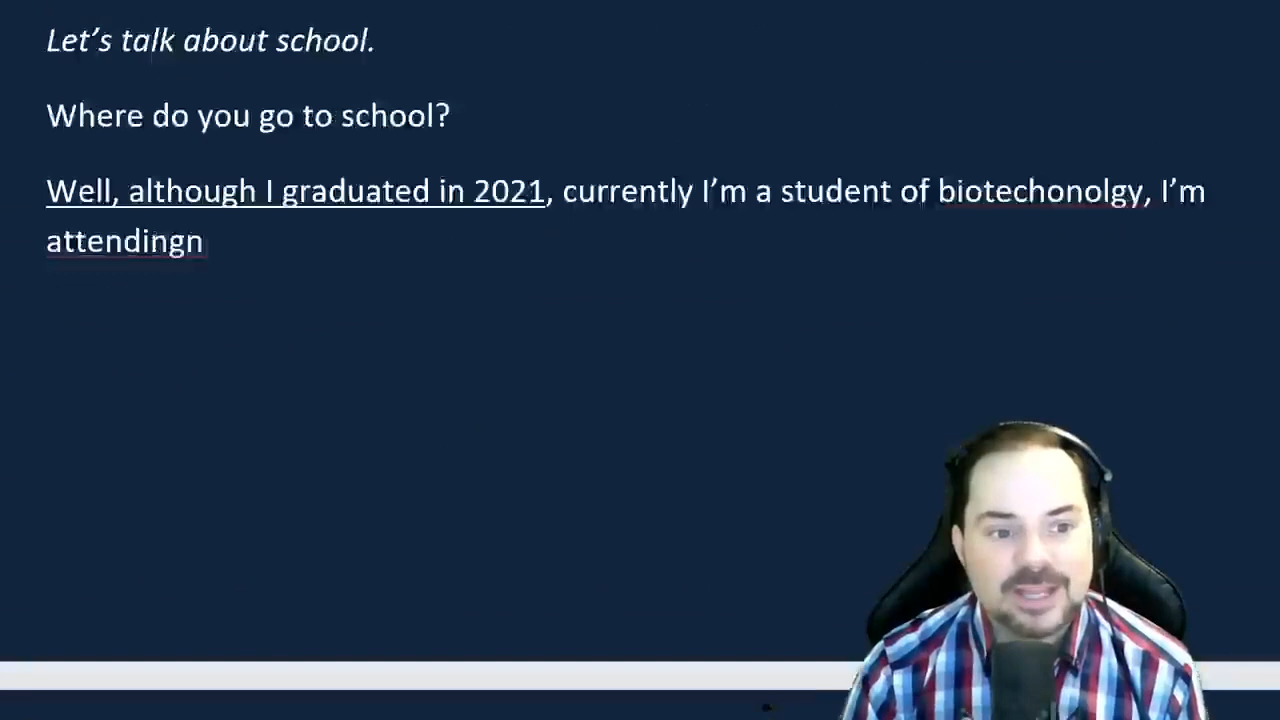 Let’s talk about school.
Where do you go to school?
Well, although I graduated in 2021, currently I’m a student of biotechonolgy, I’m
attendingn